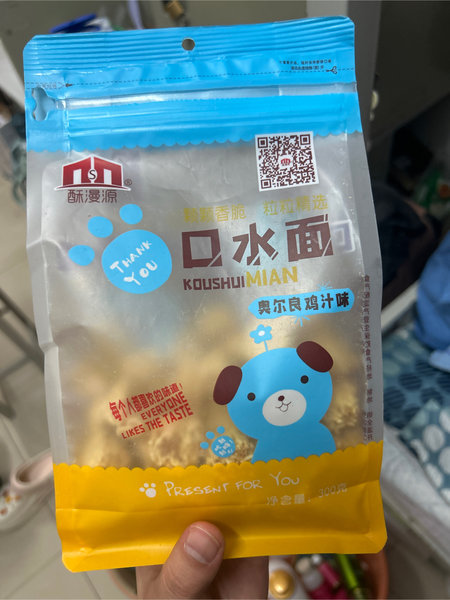 酥漫源®
THANK YOU
香脆 粒粒精选
口水面
KOUSHUIMIAN
奥尔良鸡汁味
每个人都喜欢的味道!
EVERYONE
LIKES THE TASTE
PRESENT FOR YOU
净含量: 300克